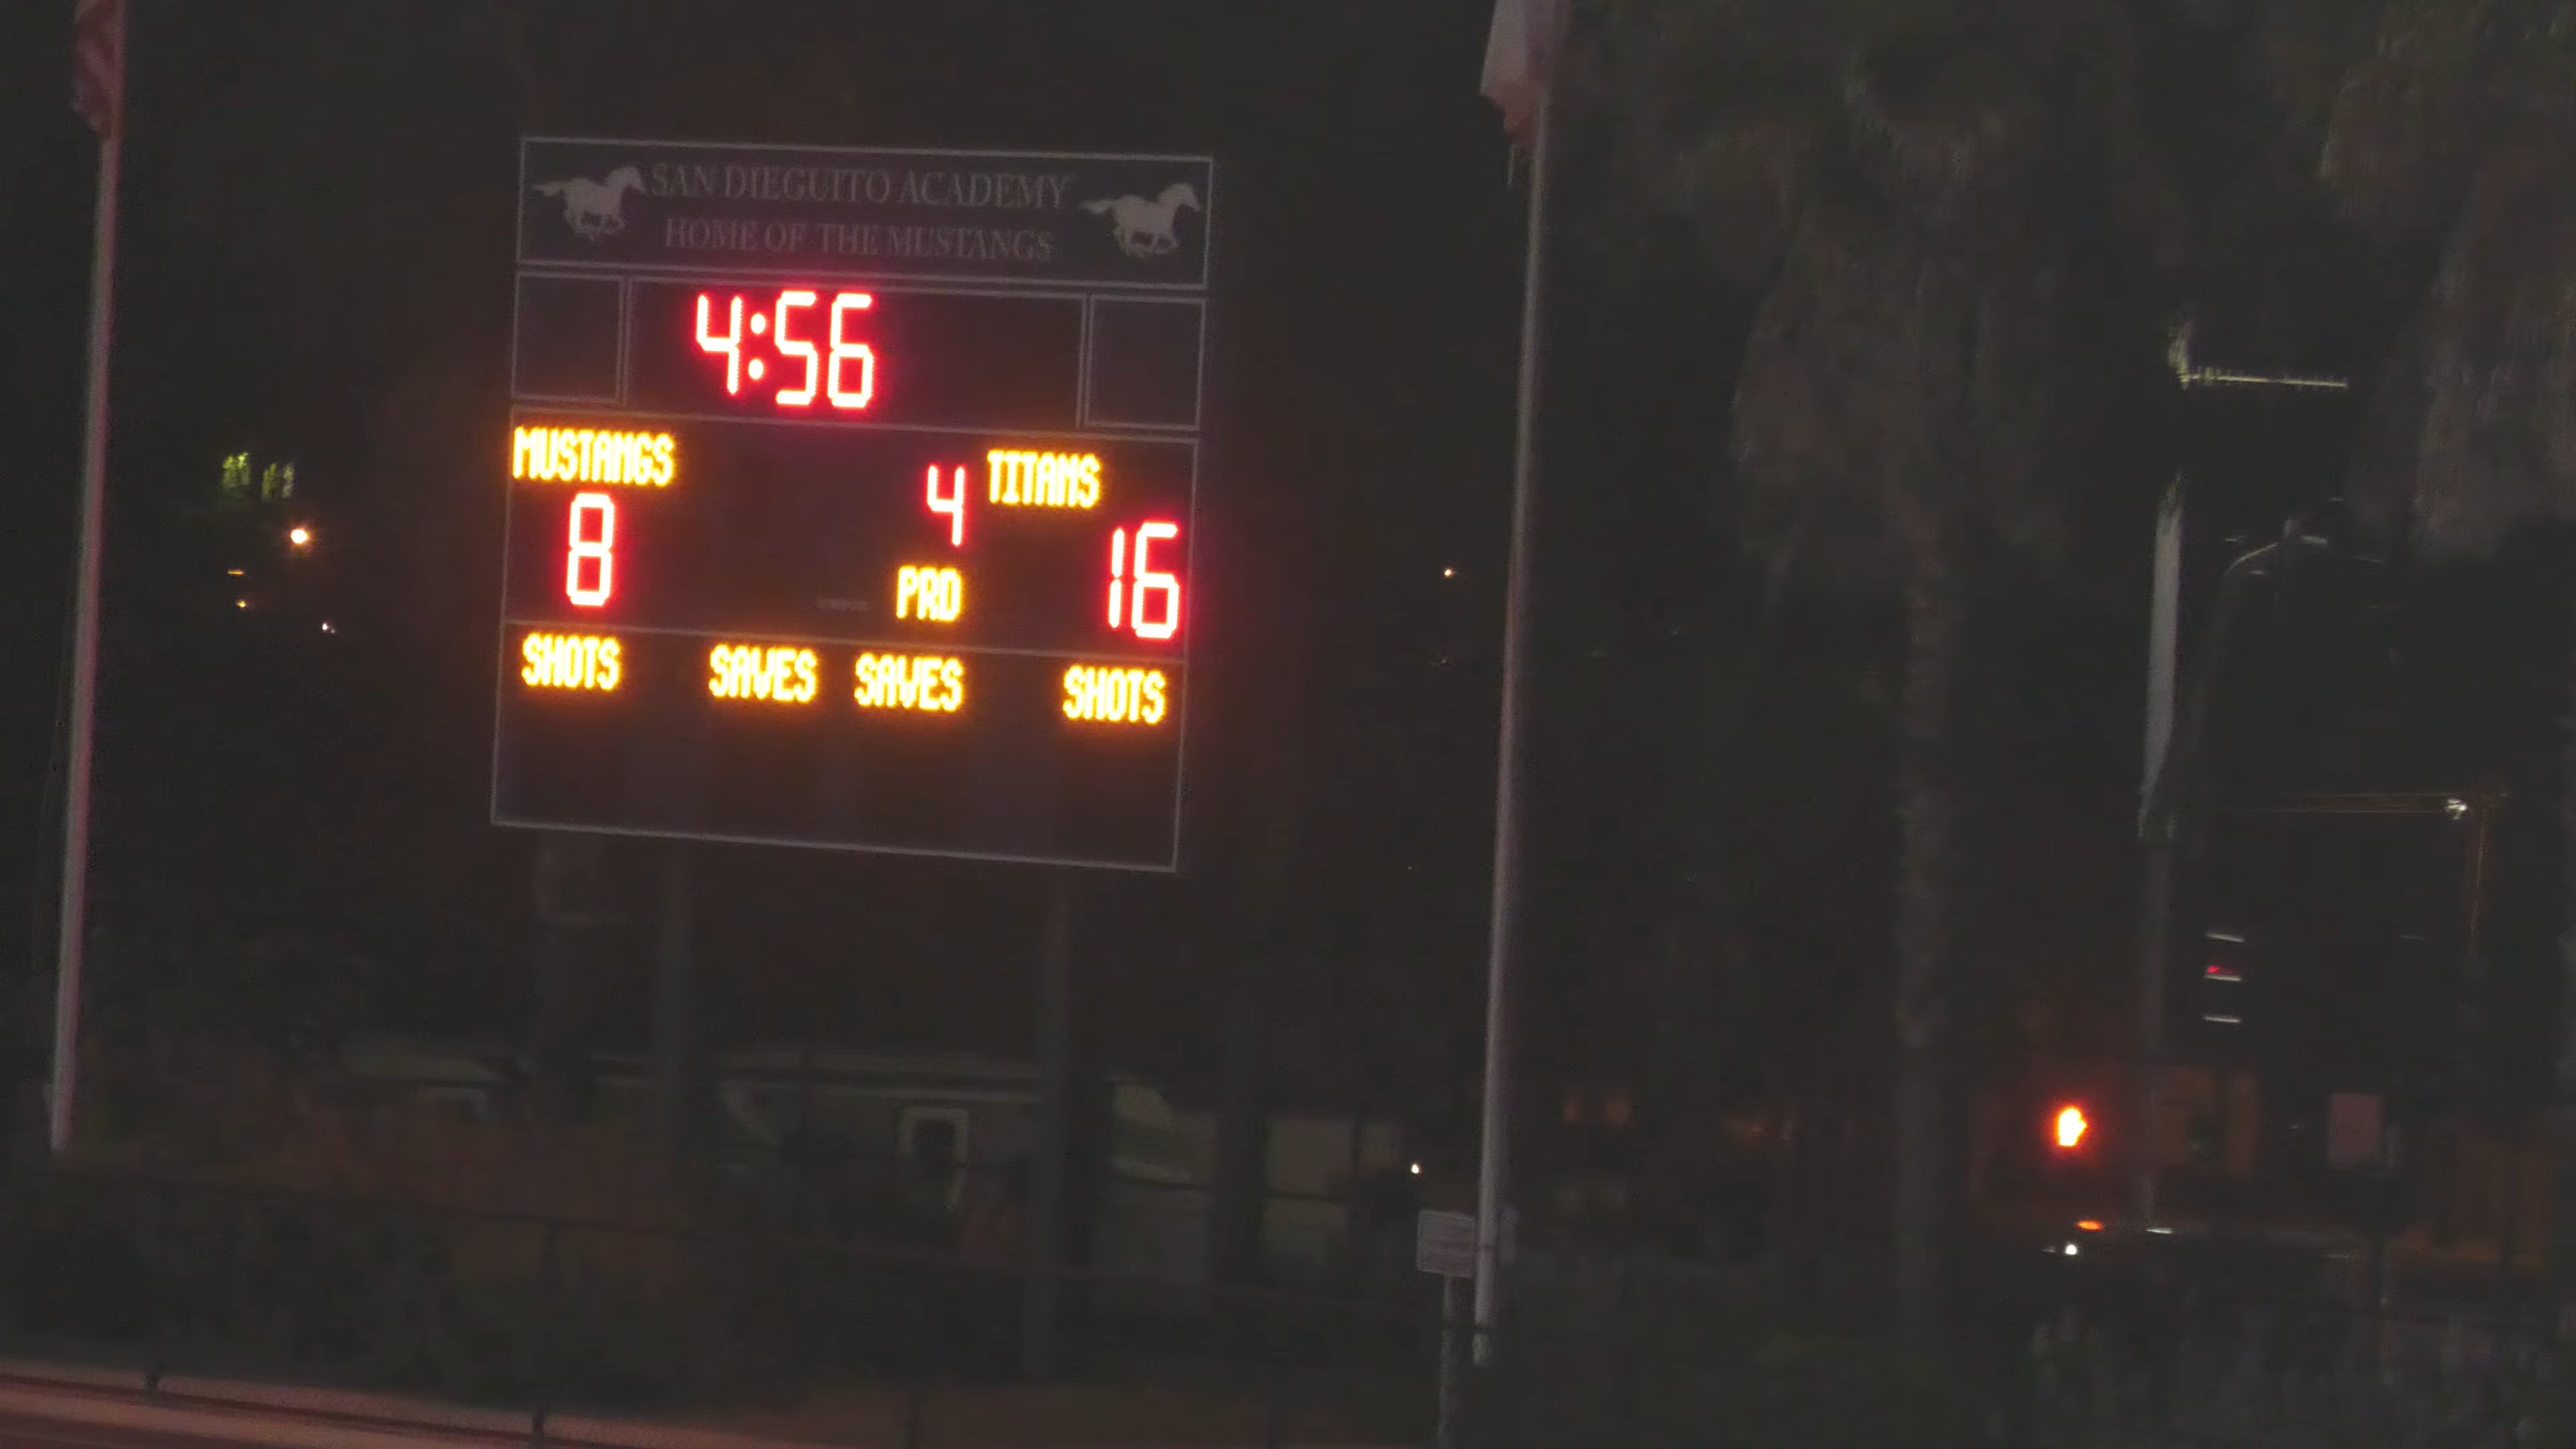 SAN DIEGUITO ACADEMY
HOME OF THE MUSTANGS
4:56
MUSTANGS
TITANS
8
4
16
PRD
SHOTS SAVES SAVES SHOTS